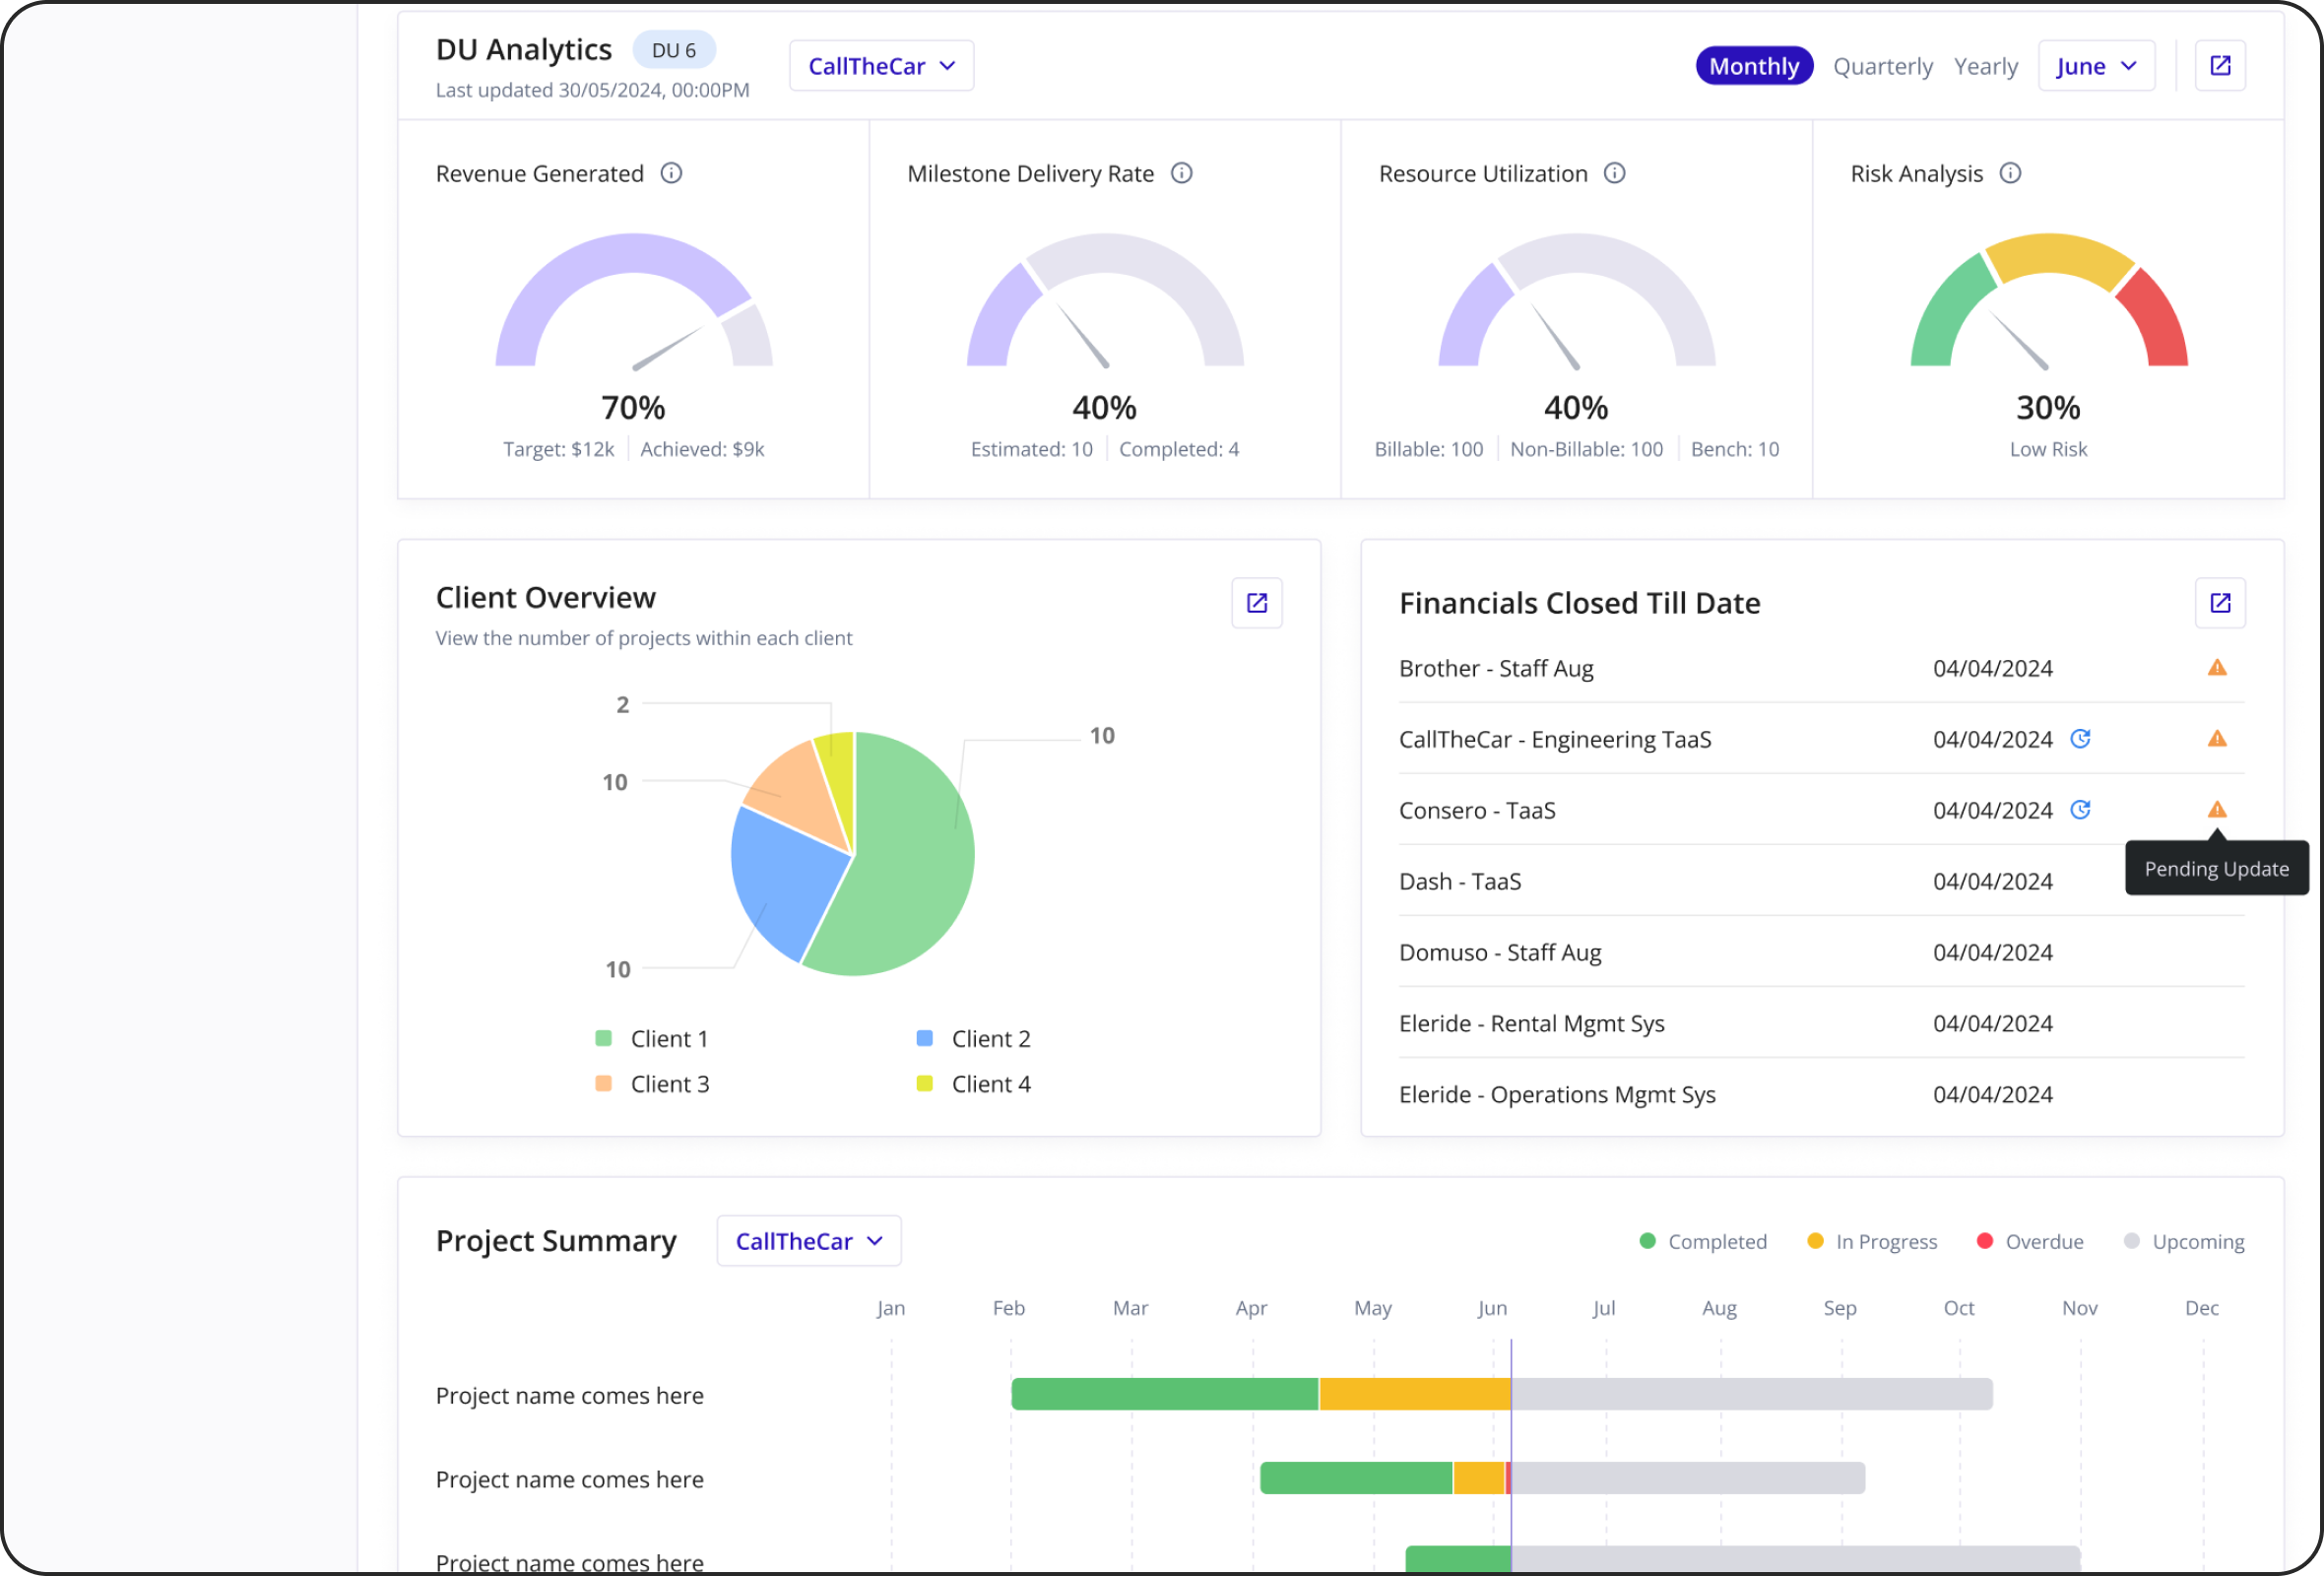 DU Analytics
DU 6
Last updated 30/05/2024, 00:00PM
CallTheCar
Monthly
Quarterly
Yearly
June
Revenue Generated
70%
Target: $12k
Achieved: $9k
Milestone Delivery Rate
40%
Estimated: 10
Completed: 4
Resource Utilization
40%
Billable: 100
Non-Billable: 100
Bench: 10
Risk Analysis
30%
Low Risk
Client Overview
View the number of projects within each client
2
10
10
10
Client 1
Client 2
Client 3
Client 4
Financials Closed Till Date
Brother - Staff Aug 04/04/2024
CallTheCar - Engineering TaaS 04/04/2024
Consero - TaaS 04/04/2024
Pending Update
Dash - TaaS 04/04/2024
Domuso - Staff Aug 04/04/2024
Eleride - Rental Mgmt Sys 04/04/2024
Eleride - Operations Mgmt Sys 04/04/2024
Project Summary
CallTheCar
Completed
In Progress
Overdue
Upcoming
Jan Feb Mar Apr May Jun Jul Aug Sep Oct Nov Dec
Project name comes here
Project name comes here
Project name comes here